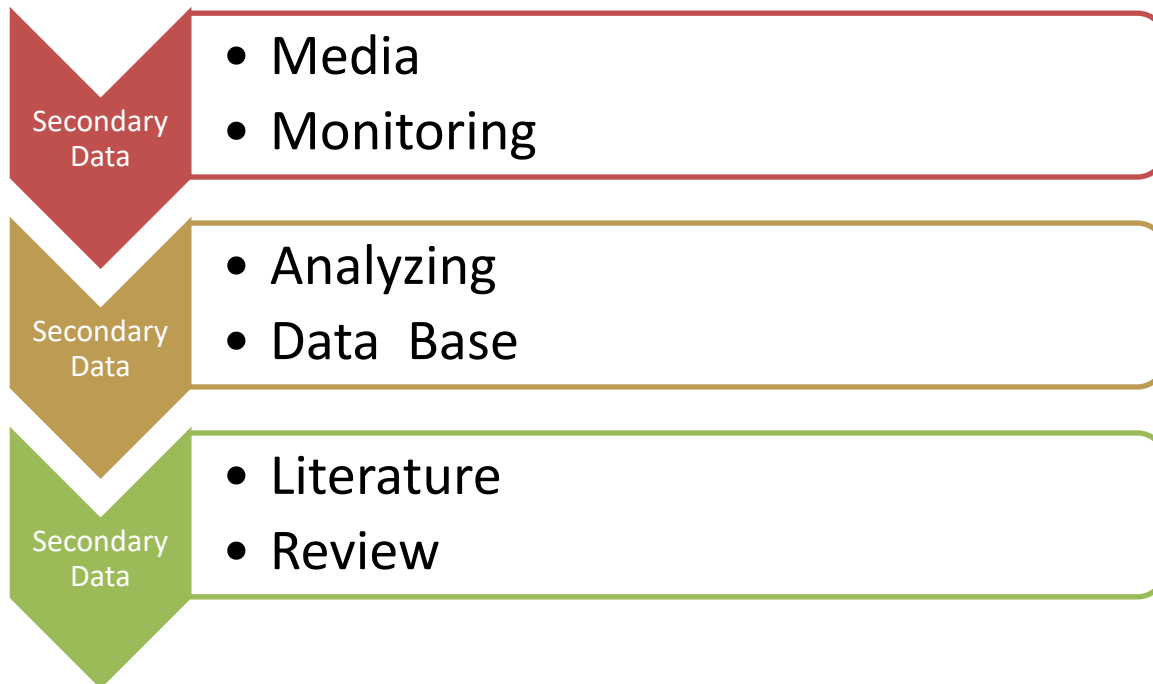 Secondary
Data
• Media
• Monitoring
Secondary
Data
• Analyzing
• Data  Base
Secondary
Data
• Literature
• Review